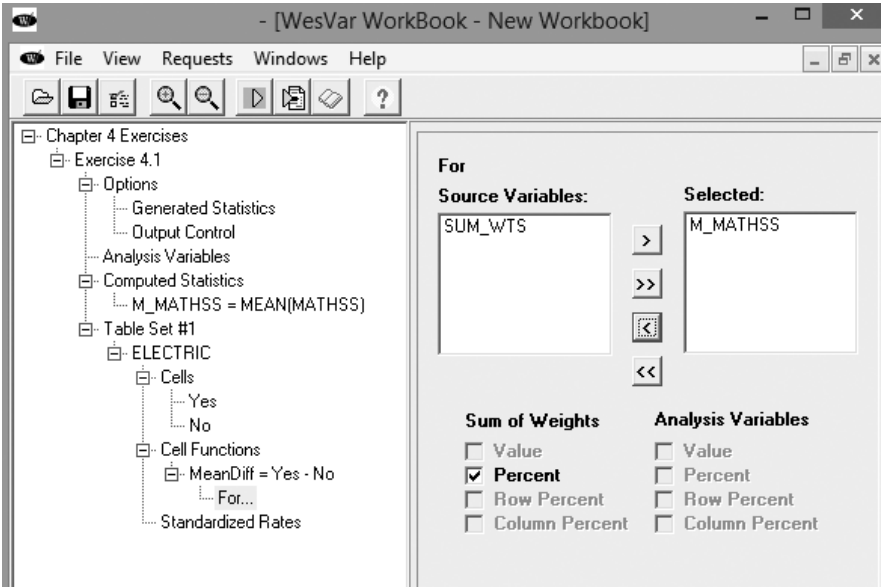 - [WesVar WorkBook - New Workbook]
File View Requests Windows Help
Chapter 4 Exercises
Exercise 4.1
Options
Generated Statistics
Output Control
Analysis Variables
Computed Statistics
M_MATHSS = MEAN(MATHSS)
Table Set #1
ELECTRIC
Cells
Yes
No
Cell Functions
MeanDiff = Yes - No
For...
Standardized Rates
For
Source Variables:
SUM_WTS
>
>>
<
<<
Selected:
M_MATHSS
Sum of Weights
Value
Percent
Row Percent
Column Percent
Analysis Variables
Value
Percent
Row Percent
Column Percent